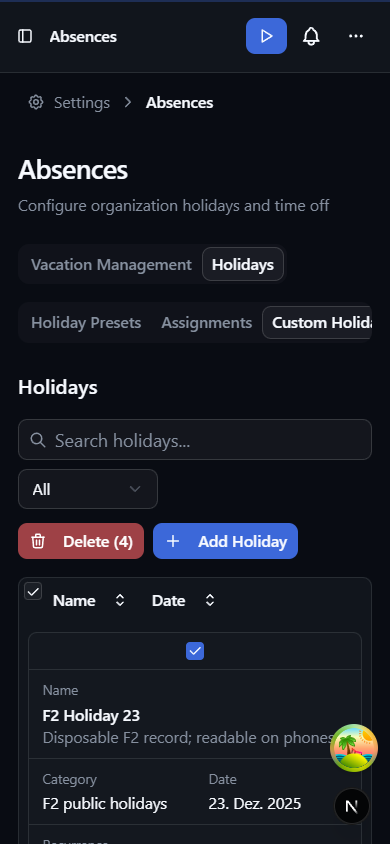 Absences
Settings > Absences
Absences
Configure organization holidays and time off
Vacation Management Holidays
Holiday Presets Assignments Custom Holida
Holidays
Search holidays...
All
Delete (4) Add Holiday
Name Date
Name
F2 Holiday 23
Disposable F2 record; readable on phones
Category Date
F2 public holidays 23. Dez. 2025
N
Recurrence